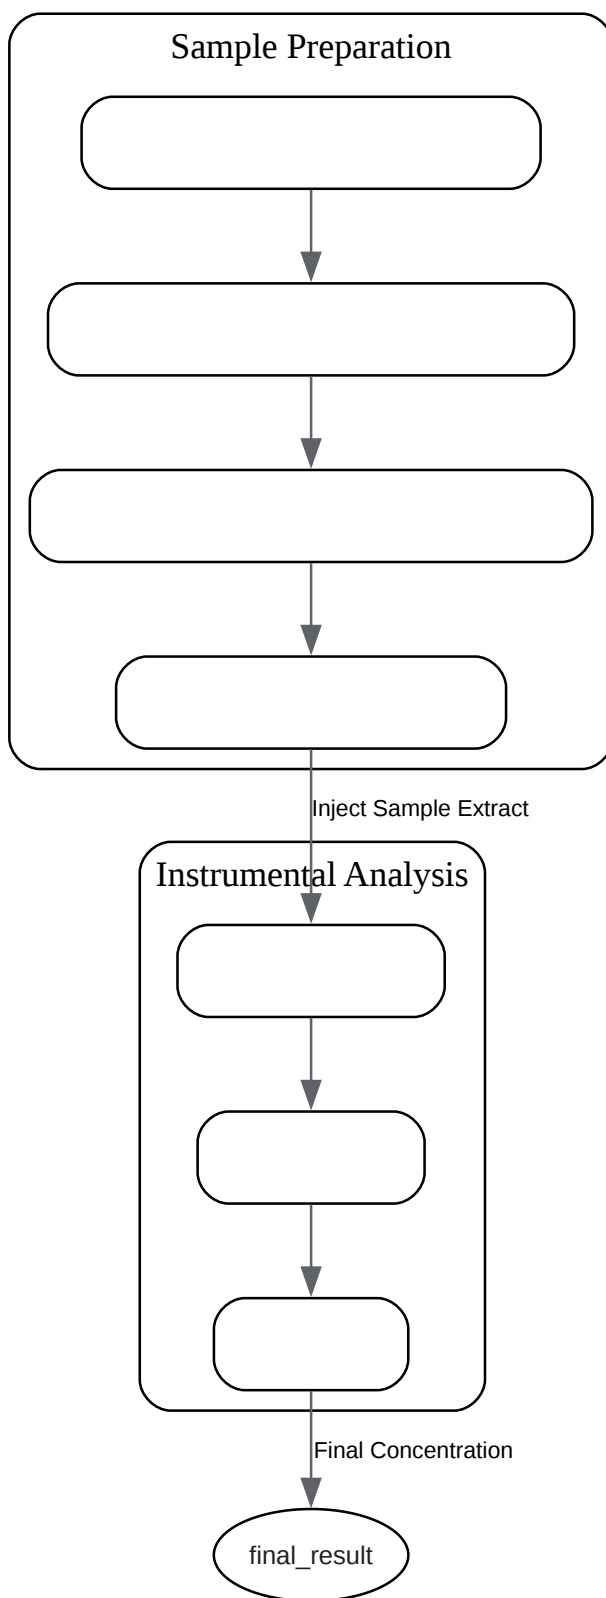 Sample Preparation
Inject Sample Extract
Instrumental Analysis
Final Concentration
final_result